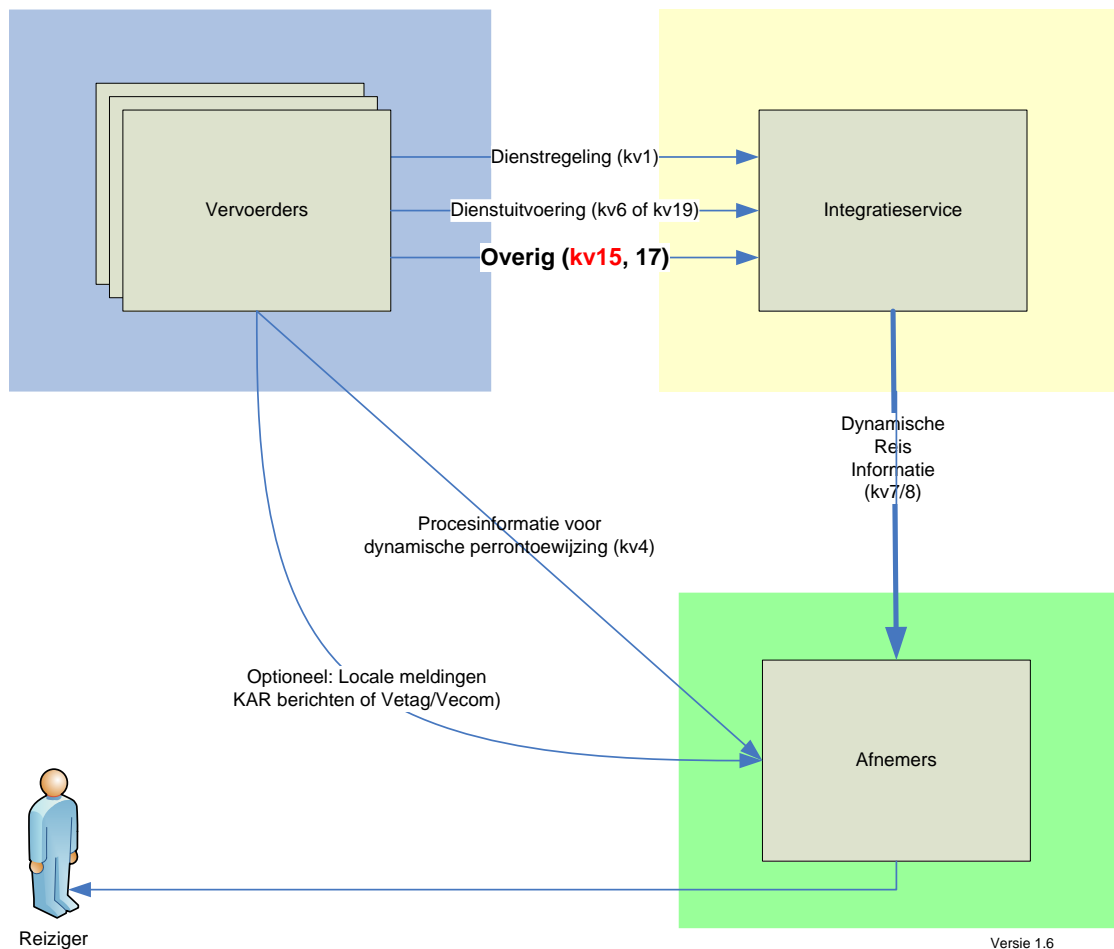 Vervoerders
Dienstregeling (kv1)
Dienstuitvoering (kv6 of kv19)
Overig (kv15, 17)
Integratieservice
Dynamische
Reis
Informatie
(kv7/8)
Procesinformatie voor
dynamische perrontoewijzing (kv4)
Optioneel: Locale meldingen
KAR berichten of Vetag/Vecom)
Afnemers
Reiziger
Versie 1.6